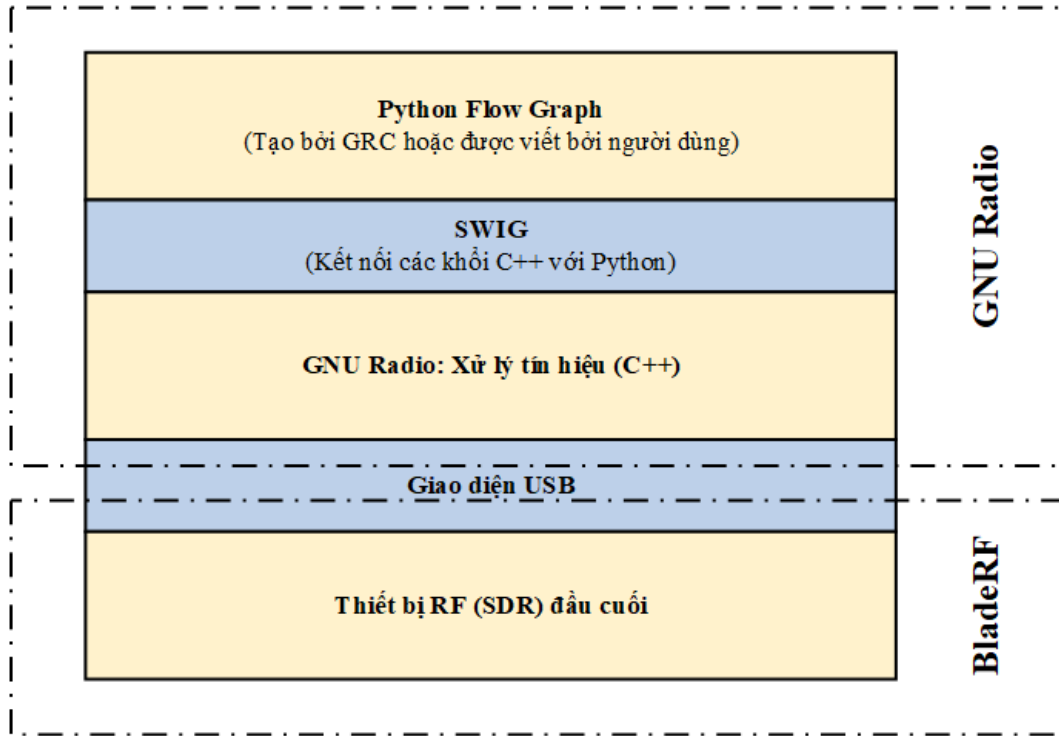 Python Flow Graph
(Tạo bởi GRC hoặc được viết bởi người dùng)
SWIG
(Kết nối các khối C++ với Python)
GNU Radio: Xử lý tín hiệu (C++)
Giao diện USB
Thiết bị RF (SDR) đầu cuối
GNU Radio
BladeRF